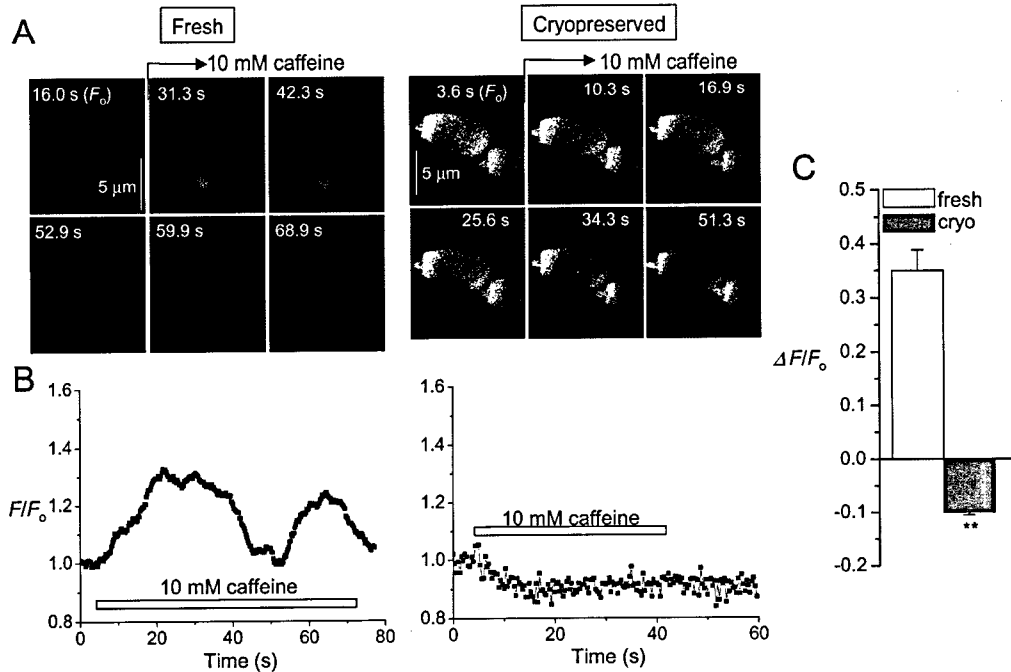 A
Fresh
10 mM caffeine
16.0 s (Fo)
31.3 s
42.3 s
5 µm
52.9 s
59.9 s
68.9 s
Cryopreserved
10 mM caffeine
3.6 s (Fo)
10.3 s
16.9 s
5 µm
25.6 s
34.3 s
51.3 s
B
1.6
1.4
1.2
1.0
0.8
F/Fo
10 mM caffeine
0 20 40 60 80
Time (s)
1.6
1.4
1.2
1.0
0.8
10 mM caffeine
0 20 40 60
Time (s)
C
0.5
0.4
0.3
0.2
0.1
0.0
-0.1
-0.2
ΔF/Fo
fresh
cryo
**